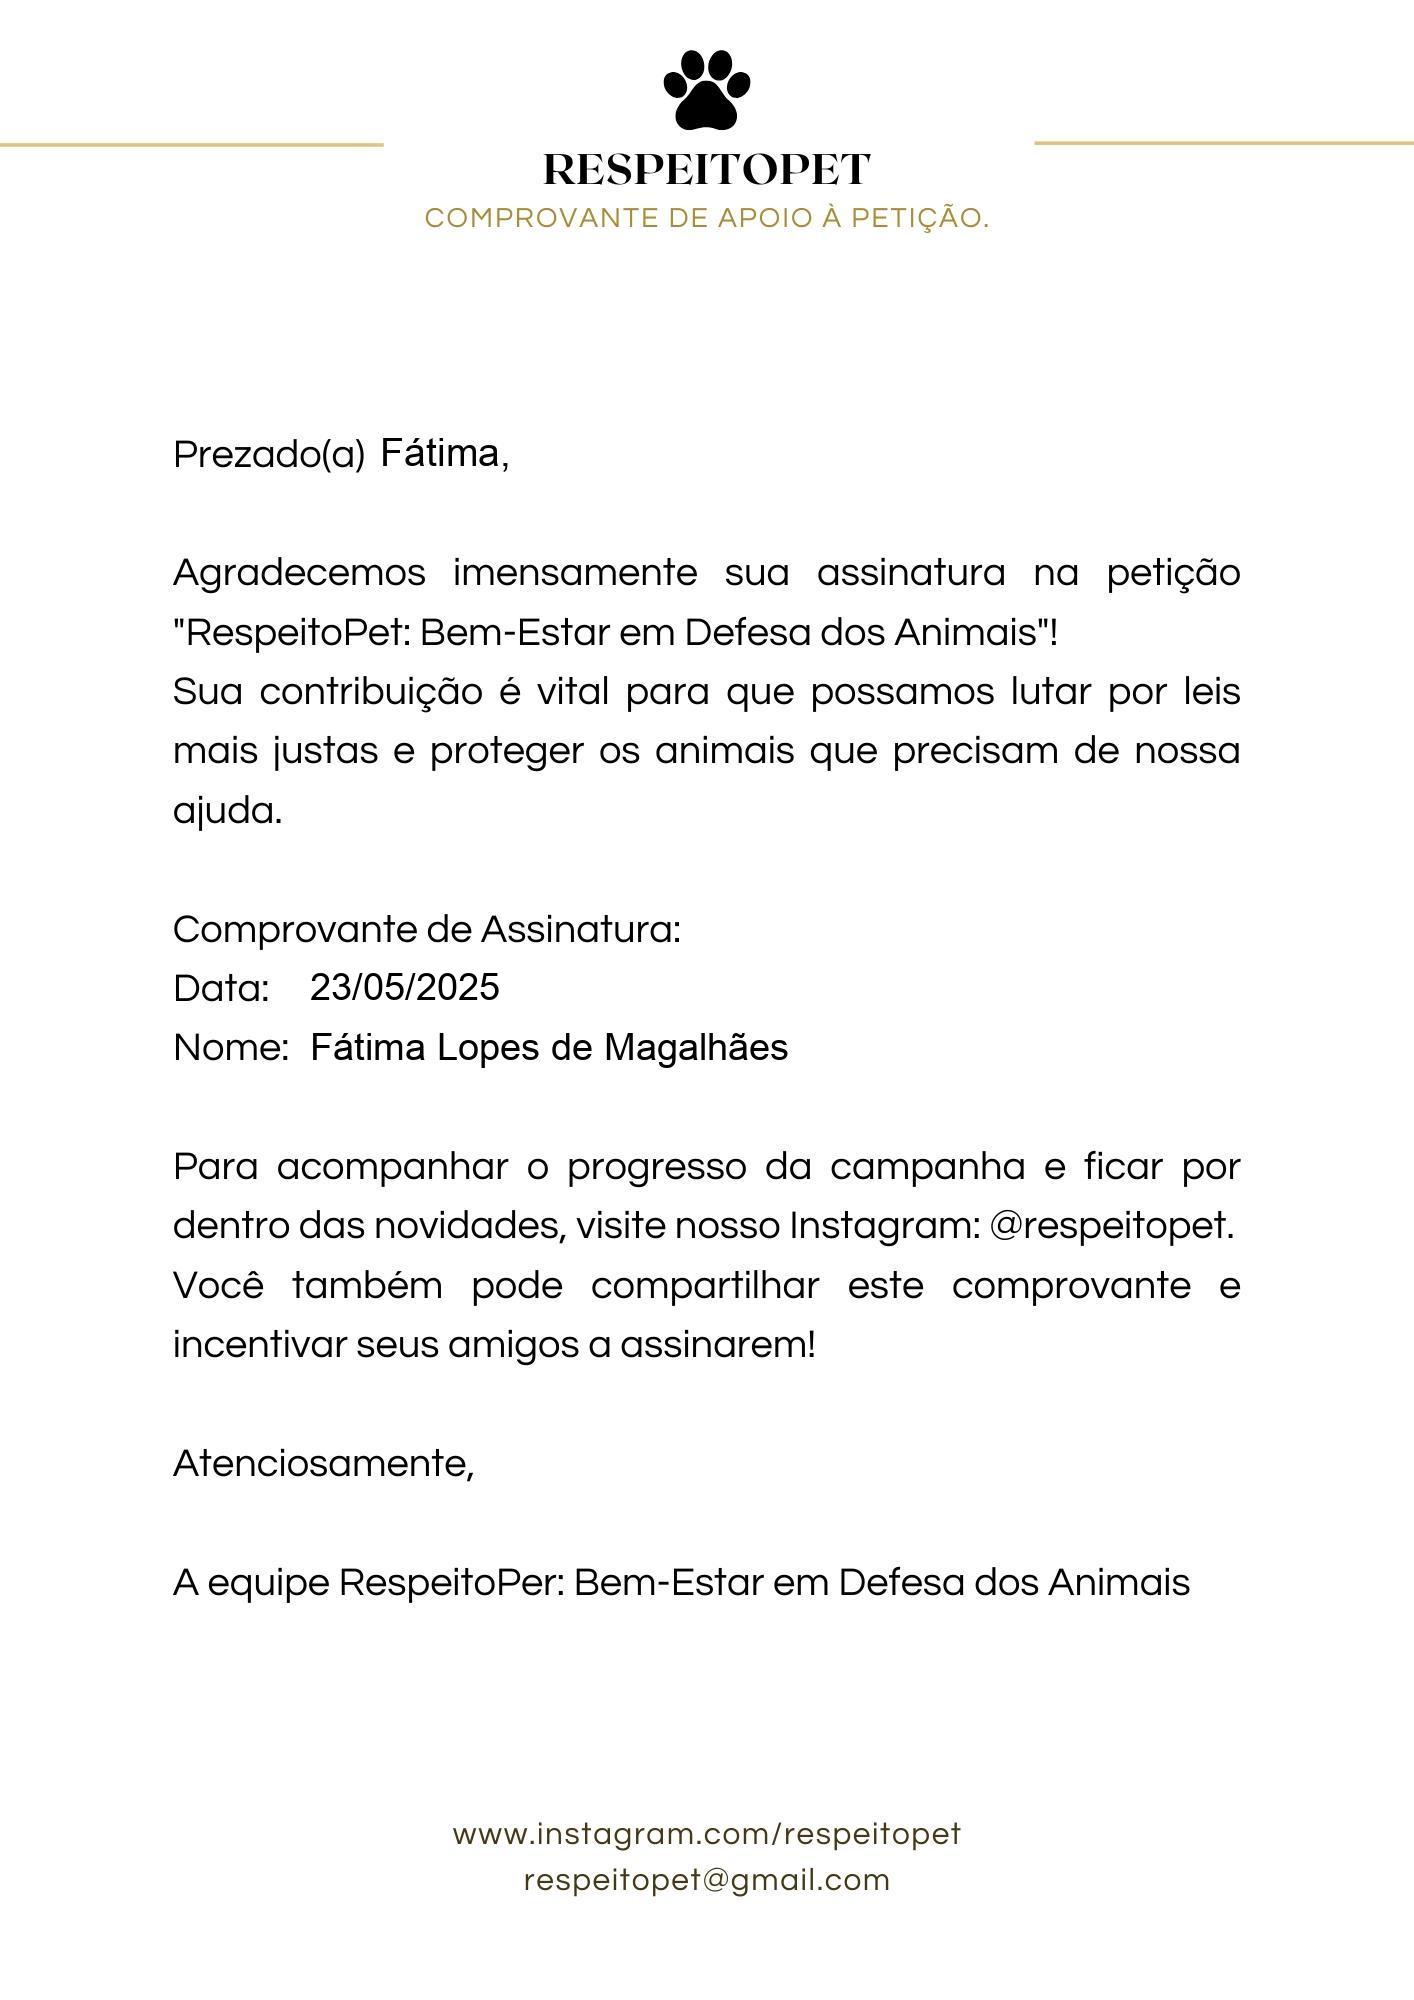 RESPEITOPET
COMPROVANTE DE APOIO À PETIÇÃO.
Prezado(a) Fátima,
Agradecemos imensamente sua assinatura na petição
"RespeitoPet: Bem-Estar em Defesa dos Animais"!
Sua contribuição é vital para que possamos lutar por leis
mais justas e proteger os animais que precisam de nossa
ajuda.
Comprovante de Assinatura:
Data: 23/05/2025
Nome: Fátima Lopes de Magalhães
Para acompanhar o progresso da campanha e ficar por
dentro das novidades, visite nosso Instagram: @respeitopet.
Você também pode compartilhar este comprovante e
incentivar seus amigos a assinarem!
Atenciosamente,
A equipe RespeitoPer: Bem-Estar em Defesa dos Animais
www.instagram.com/respeitopet
respeitopet@gmail.com